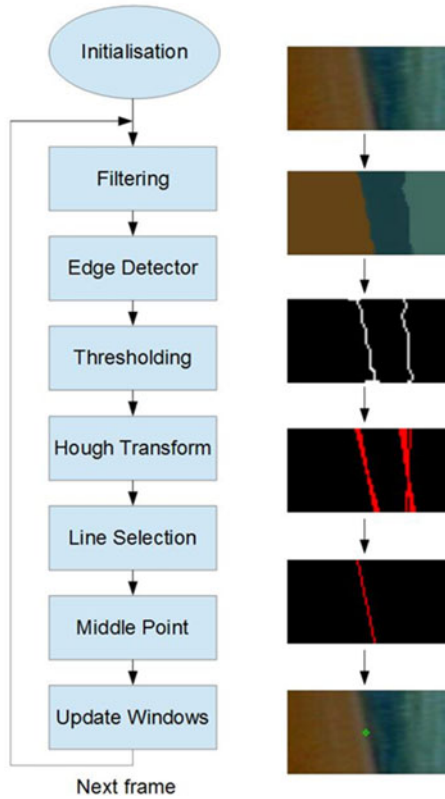 Initialisation
Filtering
Edge Detector
Thresholding
Hough Transform
Line Selection
Middle Point
Update Windows
Next frame